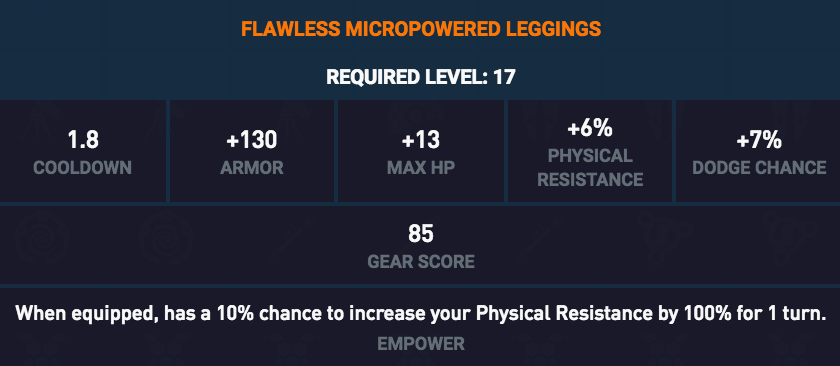 FLAWLESS MICROPOWERED LEGGINGS
REQUIRED LEVEL: 17
1.8
COOLDOWN
+130
ARMOR
+13
MAX HP
+6%
PHYSICAL
RESISTANCE
+7%
DODGE CHANCE
85
GEAR SCORE
When equipped, has a 10% chance to increase your Physical Resistance by 100% for 1 turn.
EMPOWER